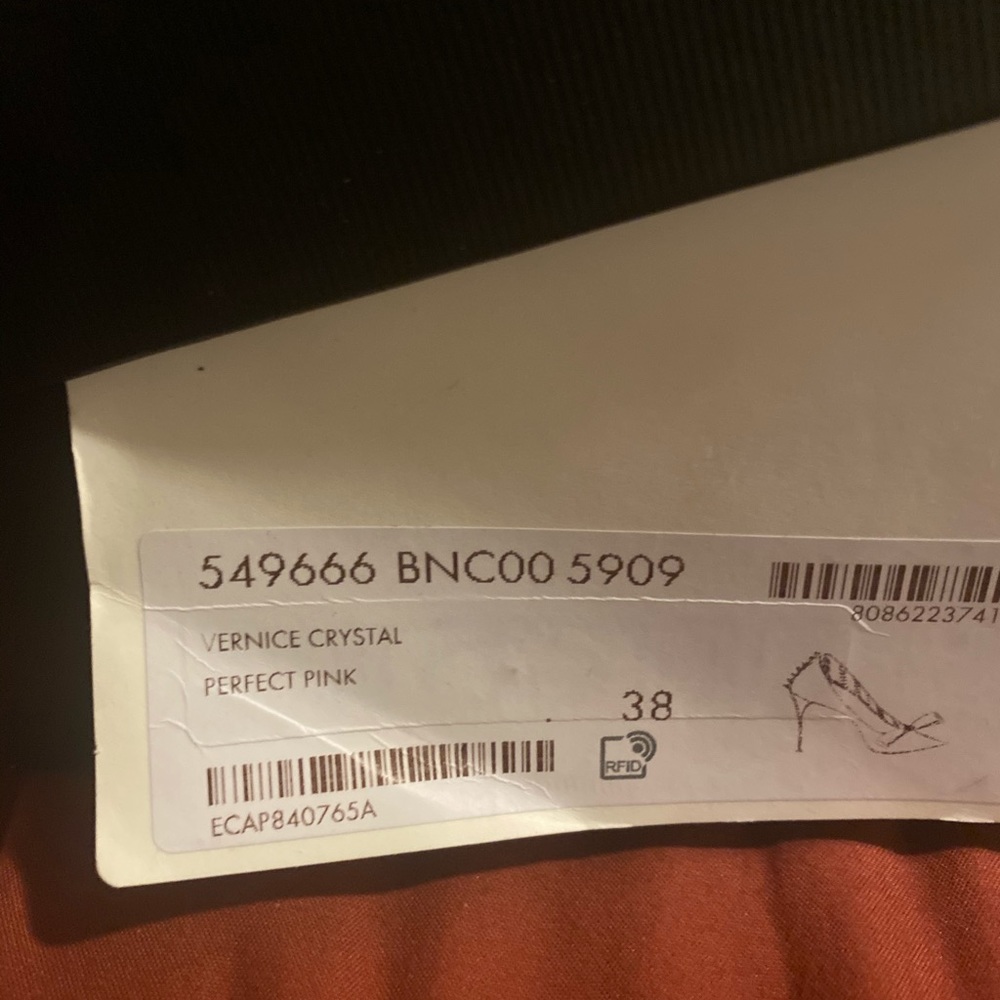 549666 BNC00 5909
8086223741
VERNICE CRYSTAL
PERFECT PINK
38
RFID
ECAP840765A